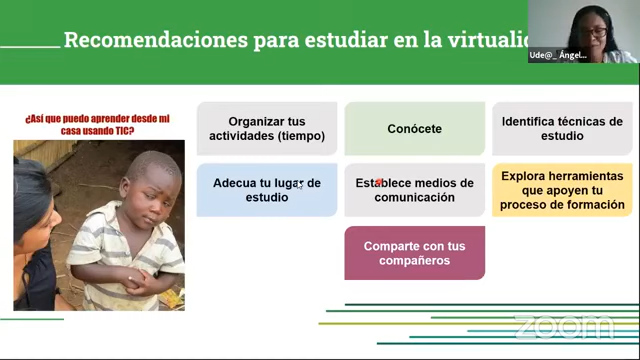 Recomendaciones para estudiar en la virtuali
Ude@_ Ángel...
¿Así que puedo aprender desde mi
casa usando TIC?
Organizar tus
actividades (tiempo)
Conócete
Identifica técnicas de
estudio
Adecua tu lugar de
estudio
Establece medios de
comunicación
Explora herramientas
que apoyen tu
proceso de formación
Comparte con tus
compañeros
zoom